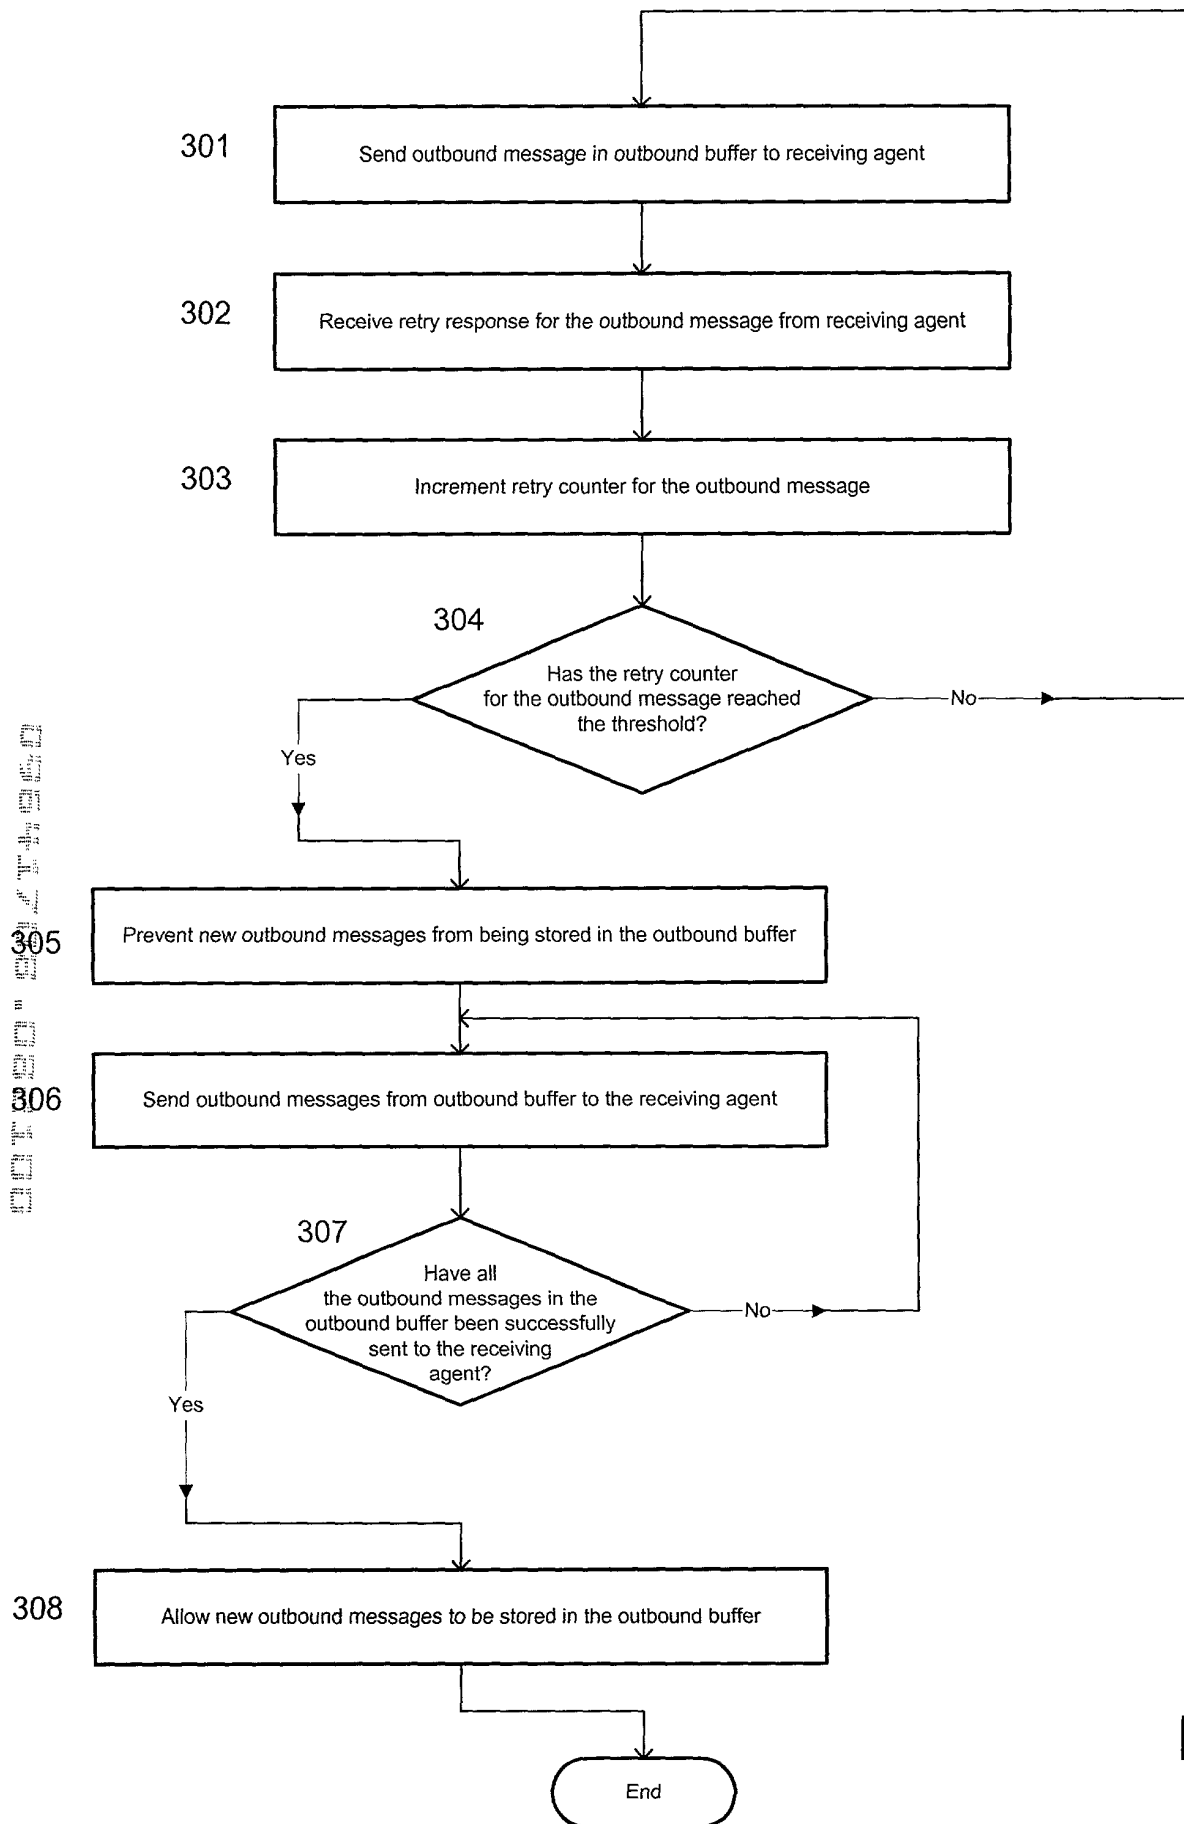 301
Send outbound message in outbound buffer to receiving agent
302
Receive retry response for the outbound message from receiving agent
303
Increment retry counter for the outbound message
304
Has the retry counter
for the outbound message reached
the threshold?
No
Yes
305
Prevent new outbound messages from being stored in the outbound buffer
306
Send outbound messages from outbound buffer to the receiving agent
307
Have all
the outbound messages in the
outbound buffer been successfully
sent to the receiving
agent?
No
Yes
308
Allow new outbound messages to be stored in the outbound buffer
End